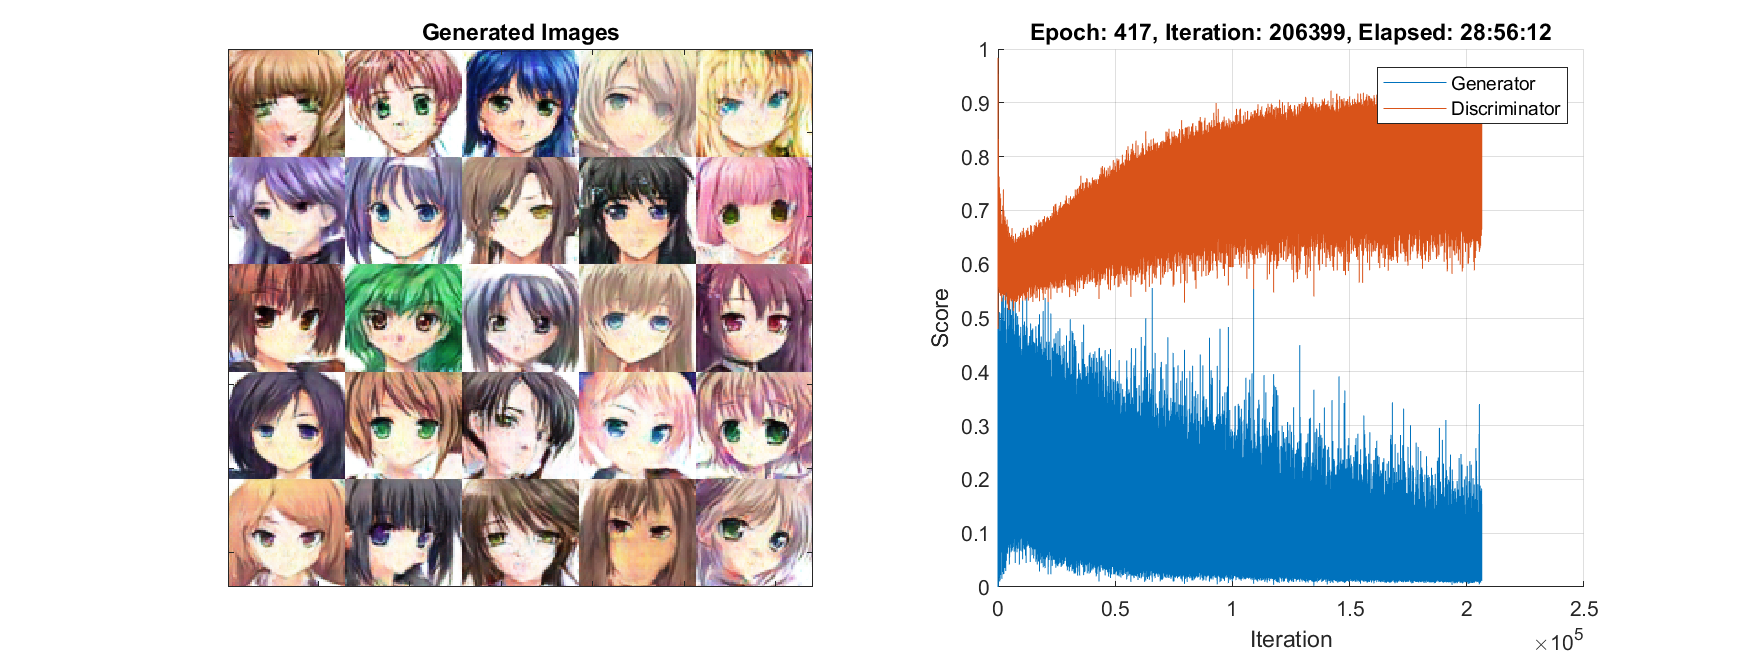 Generated Images
Epoch: 417, Iteration: 206399, Elapsed: 28:56:12
Generator
Discriminator
Score
1
0.9
0.8
0.7
0.6
0.5
0.4
0.3
0.2
0.1
0
0 0.5 1 1.5 2 2.5
Iteration
×10^5